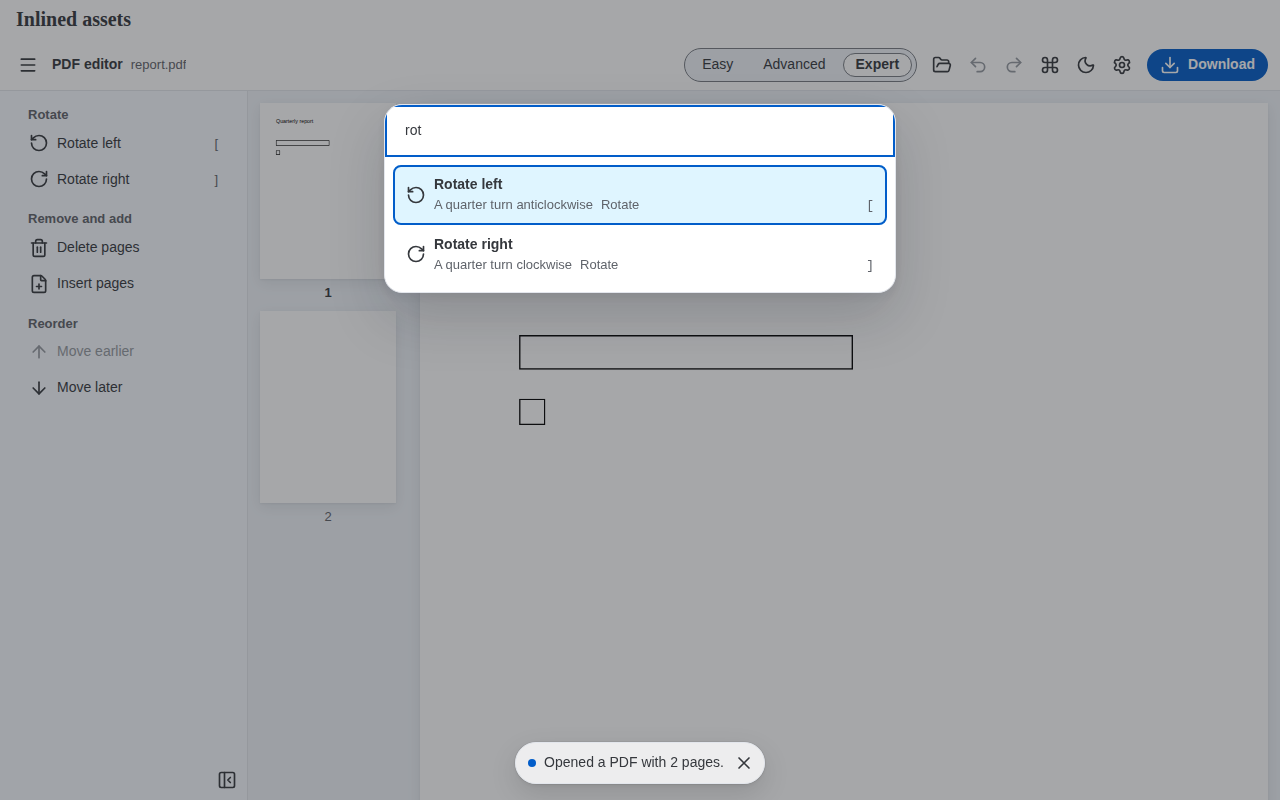 Inlined assets
PDF editor report.pdf
Easy Advanced Expert
Download
Rotate
Rotate left [
Rotate right ]
Remove and add
Delete pages
Insert pages
Reorder
Move earlier
Move later
Quarterly report
1
2
rot
Rotate left
A quarter turn anticlockwise Rotate [
Rotate right
A quarter turn clockwise Rotate ]
Opened a PDF with 2 pages.